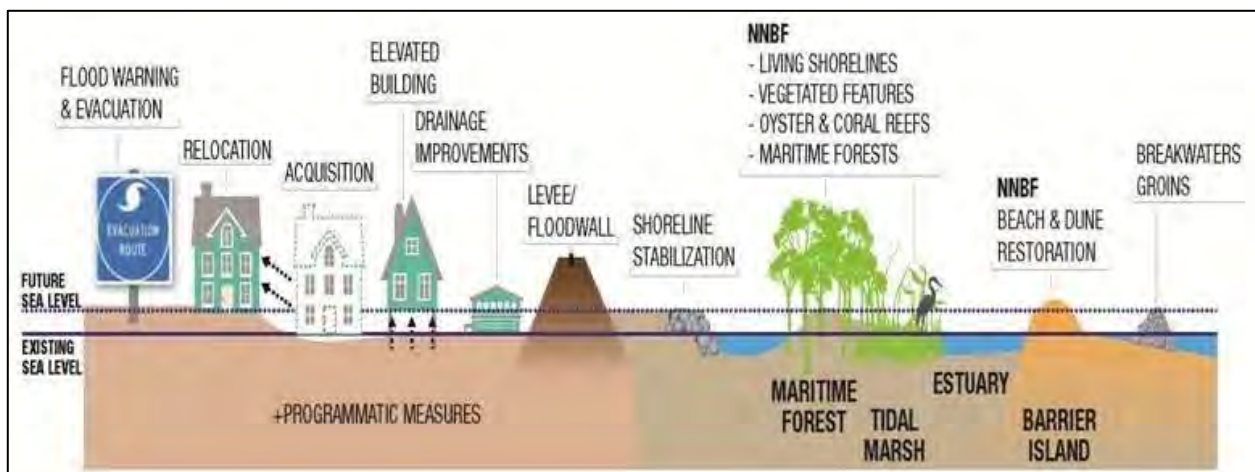 FLOOD WARNING
& EVACUATION
EVACUATION
ROUTE
RELOCATION
ACQUISITION
ELEVATED
BUILDING
DRAINAGE
IMPROVEMENTS
LEVEE/
FLOODWALL
SHORELINE
STABILIZATION
NNBF
- LIVING SHORELINES
- VEGETATED FEATURES
- OYSTER & CORAL REEFS
- MARITIME FORESTS
NNBF
BEACH & DUNE
RESTORATION
BREAKWATERS
GROINS
FUTURE
SEA LEVEL
EXISTING
SEA LEVEL
+PROGRAMMATIC MEASURES
MARITIME
FOREST
TIDAL
MARSH
ESTUARY
BARRIER
ISLAND